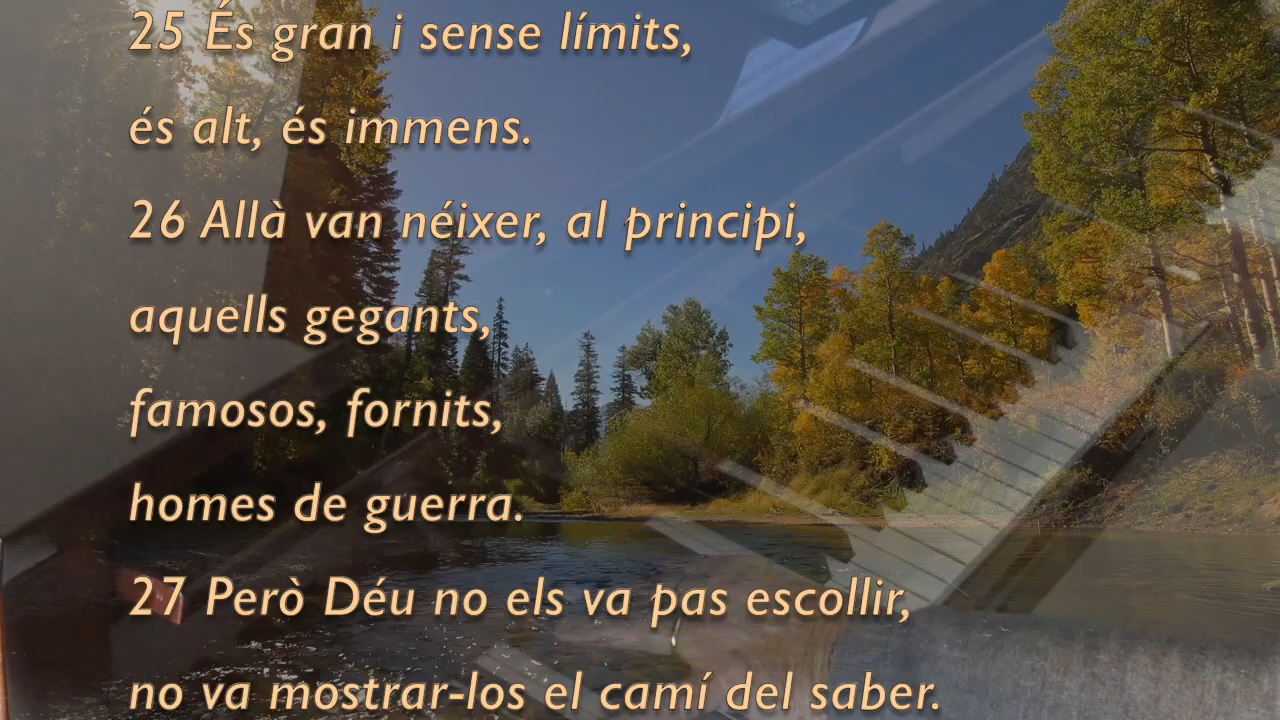 25 És gran i sense límits,
és alt, és immens.
26 Allà van néixer, al principi,
aquells gegants,
famosos, fornits,
homes de guerra.
27 Però Déu no els va pas escollir,
no va mostrar-los el camí del saber.